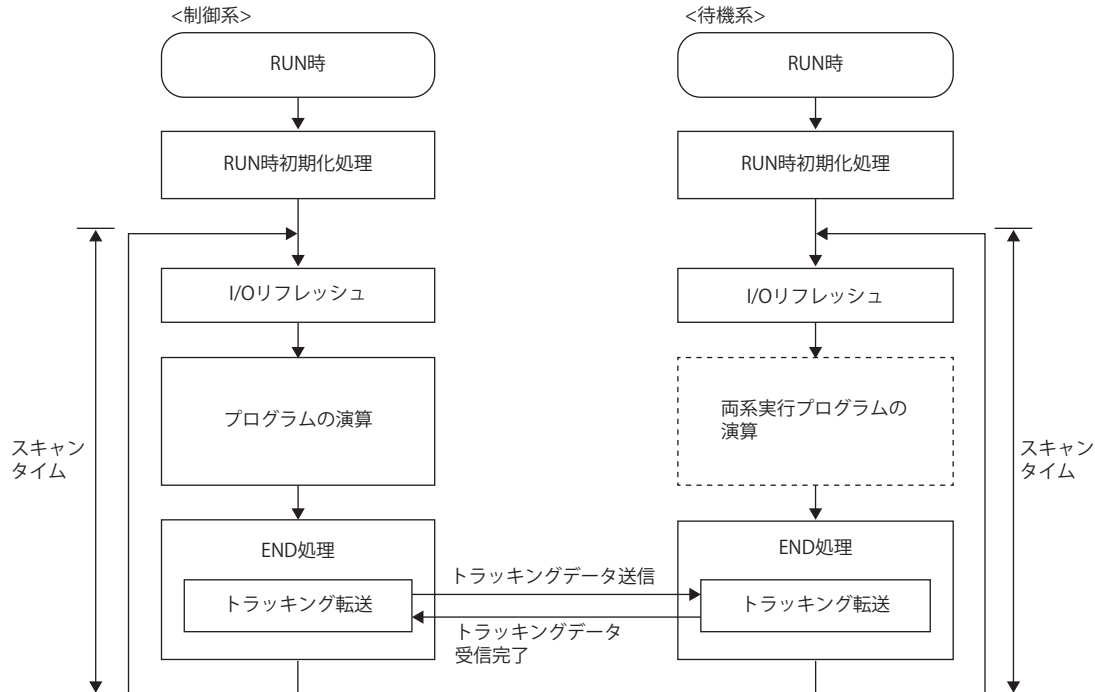 <制御系>
<待機系>
RUN時
RUN時
RUN時初期化処理
RUN時初期化処理
I/Oリフレッシュ
I/Oリフレッシュ
プログラムの演算
両系実行プログラムの
演算
スキャン
タイム
スキャン
タイム
END処理
END処理
トラッキングデータ送信
トラッキング転送
トラッキング転送
トラッキングデータ
受信完了